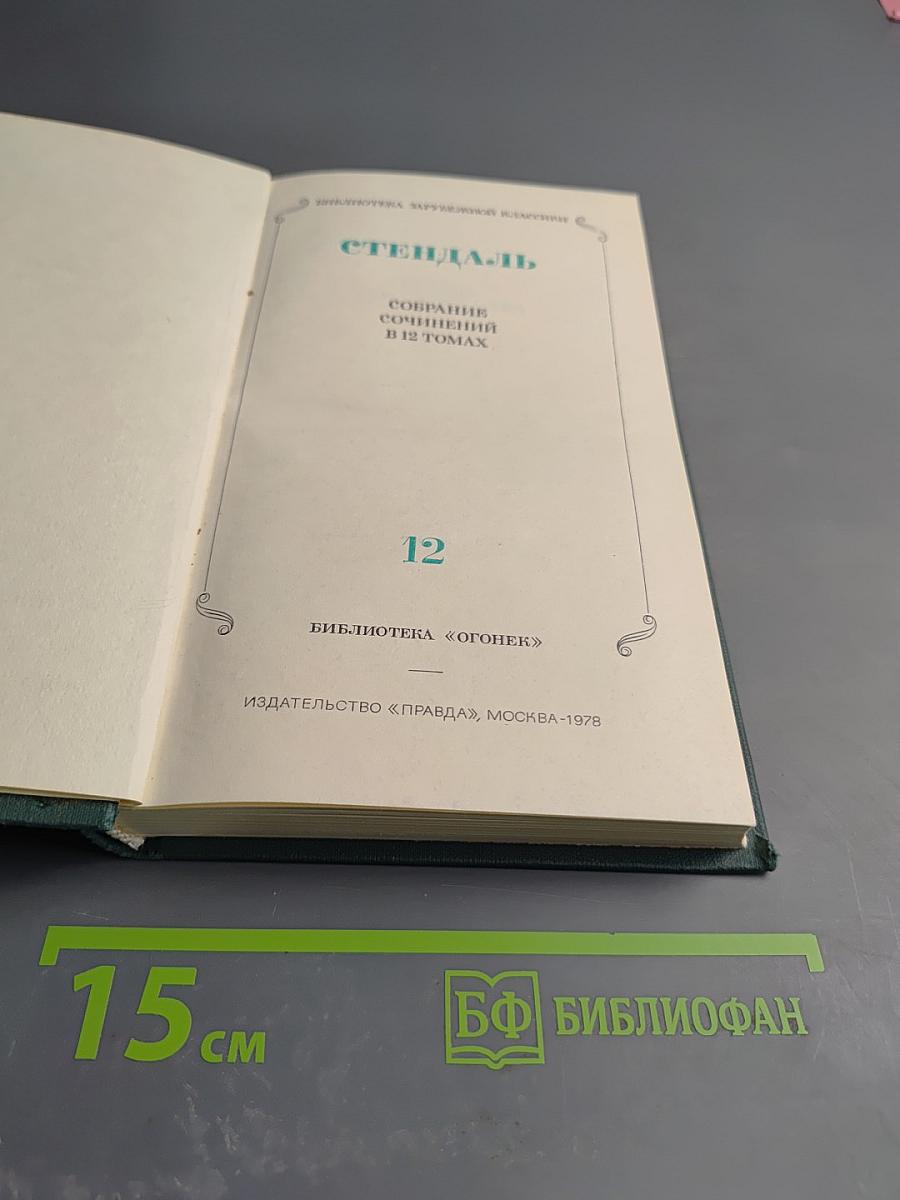 БИБЛИОТЕКА ЗАРУБЕЖНОЙ КЛАССИКИ
СТЕНДАЛЬ
СОБРАНИЕ
СОЧИНЕНИЙ
В 12 ТОМАХ
12
БИБЛИОТЕКА «ОГОНЕК»
ИЗДАТЕЛЬСТВО «ПРАВДА», МОСКВА-1978
15 см
БФ БИБЛИОФАН